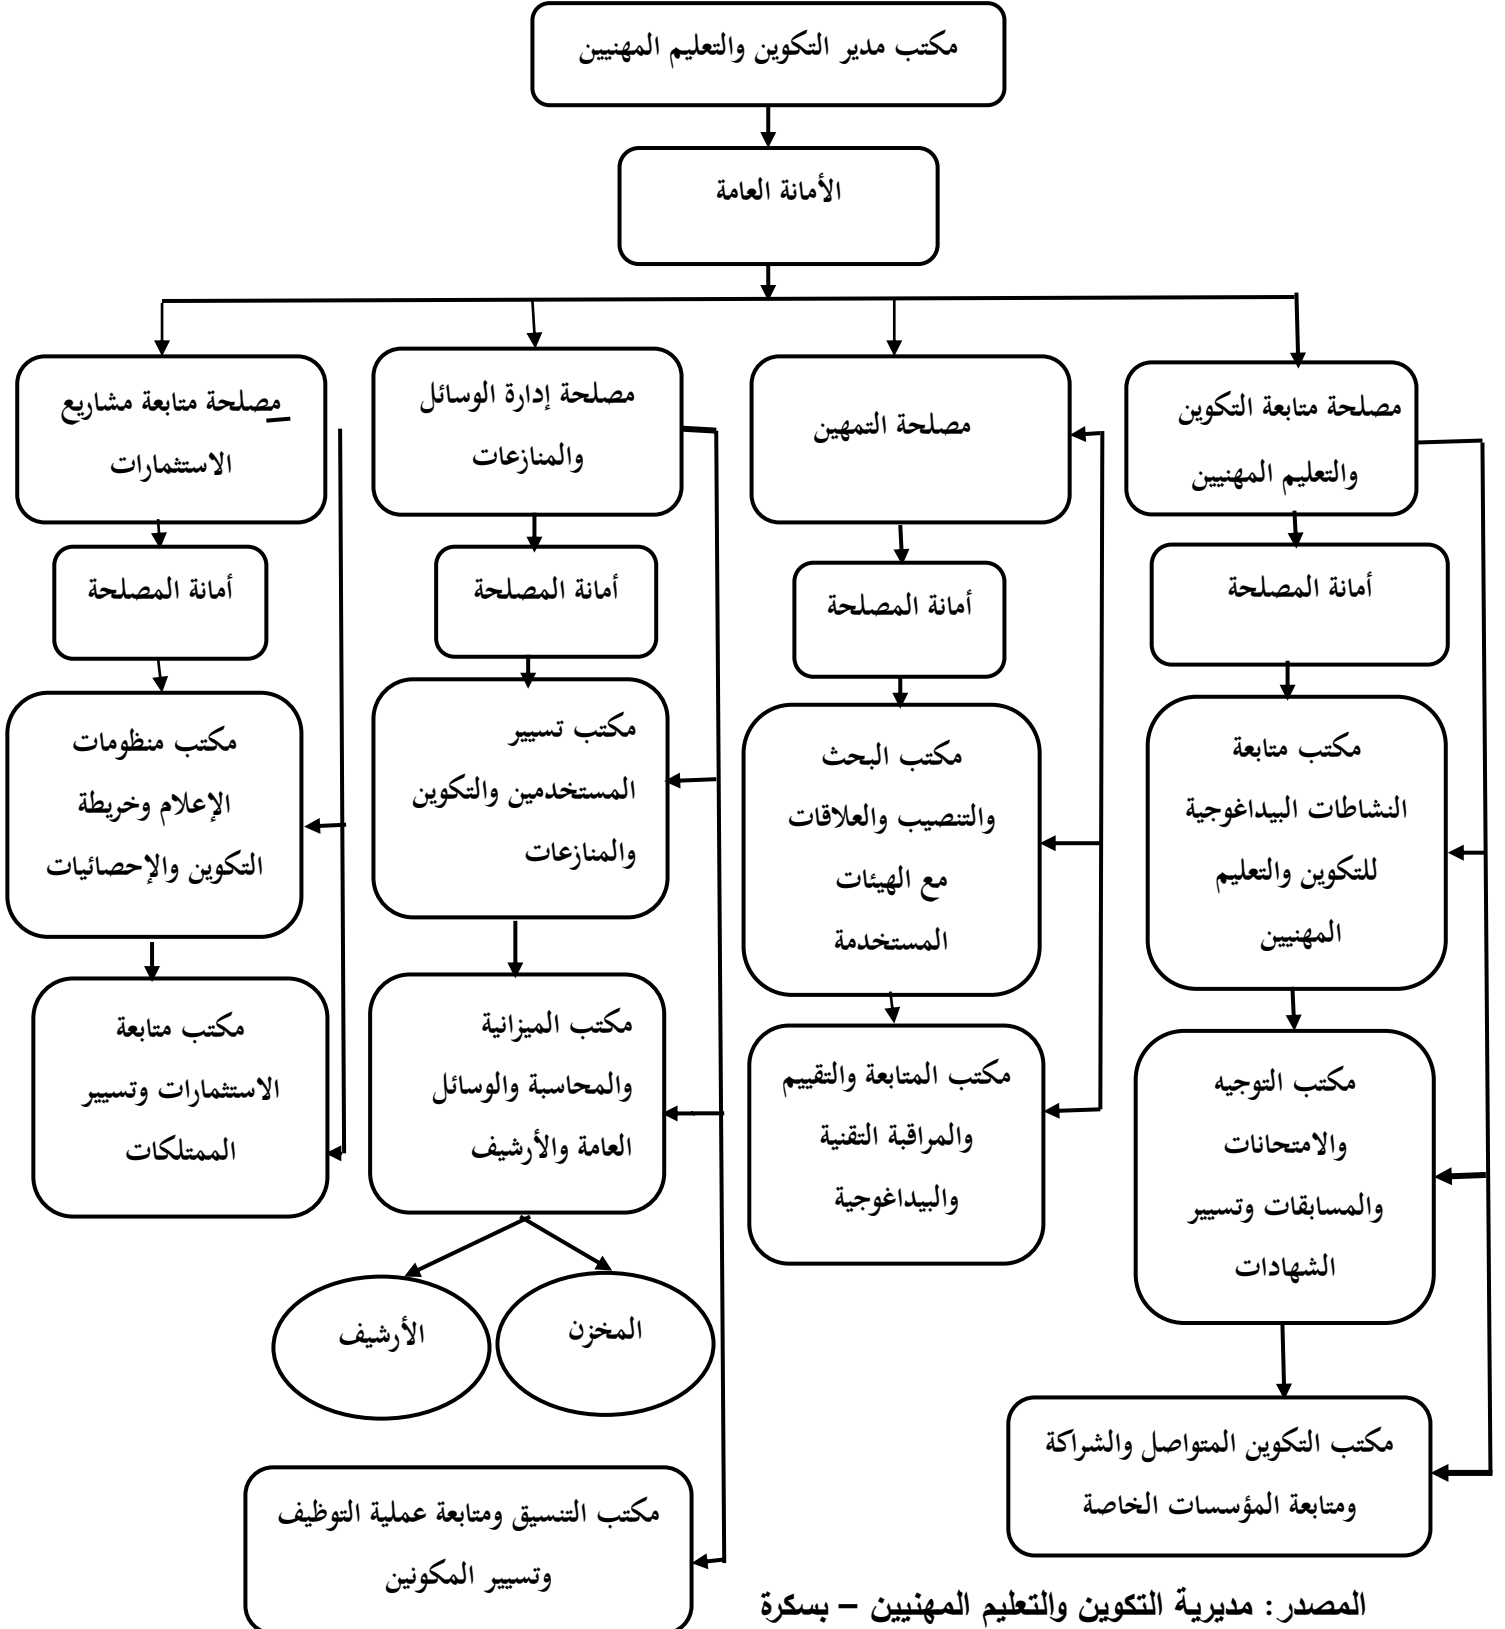 مكتب مدير التكوين والتعليم المهنيين
الأمانة العامة
مصلحة متابعة التكوين
والتعليم المهنيين
مصلحة التمهين
مصلحة إدارة الوسائل
والمنازعات
مصلحة متابعة مشاريع
الاستثمارات
أمانة المصلحة
أمانة المصلحة
أمانة المصلحة
أمانة المصلحة
مكتب متابعة
النشاطات البيداغوجية
للتكوين والتعليم
المهنيين
مكتب البحث
والتنصيب والعلاقات
مع الهيئات
المستخدمة
مكتب تسيير
المستخدمين والتكوين
والمنازعات
مكتب منظومات
الإعلام وخريطة
التكوين والإحصائيات
مكتب التوجيه
والامتحانات
والمسابقات وتسيير
الشهادات
مكتب المتابعة والتقييم
والمراقبة التقنية
والبيداغوجية
مكتب الميزانية
والمحاسبة والوسائل
العامة والأرشيف
مكتب متابعة
الاستثمارات وتسيير
الممتلكات
المخزن
الأرشيف
مكتب التكوين المتواصل والشراكة
ومتابعة المؤسسات الخاصة
مكتب التنسيق ومتابعة عملية التوظيف
وتسيير المكونين
المصدر: مديرية التكوين والتعليم المهنيين – بسكرة